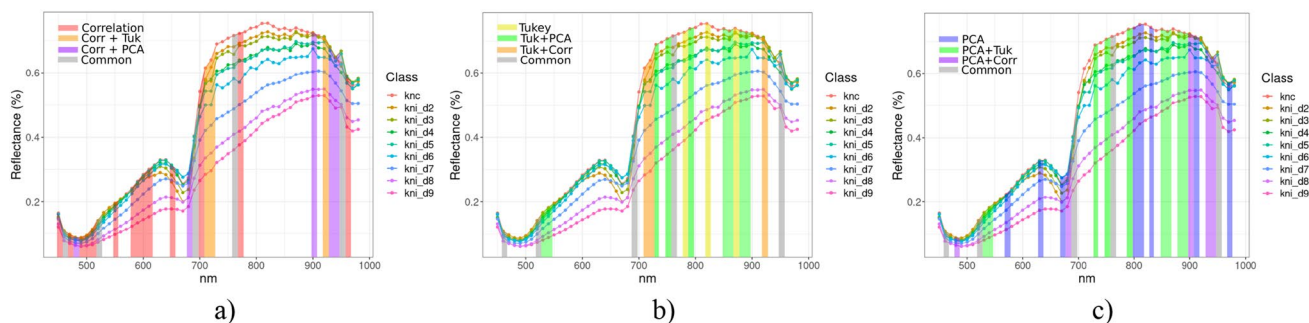 Correlation
Corr + Tuk
Corr + PCA
Common
Reflectance (%)
0.6
0.4
0.2
500
600
700
800
900
1000
nm
Class
knc
kni_d2
kni_d3
kni_d4
kni_d5
kni_d6
kni_d7
kni_d8
kni_d9
a)
Tukey
Tuk+PCA
Tuk+Corr
Common
Reflectance (%)
0.6
0.4
0.2
500
600
700
800
900
1000
nm
Class
knc
kni_d2
kni_d3
kni_d4
kni_d5
kni_d6
kni_d7
kni_d8
kni_d9
b)
PCA
PCA+Tuk
PCA+Corr
Common
Reflectance (%)
0.6
0.4
0.2
500
600
700
800
900
1000
nm
Class
knc
kni_d2
kni_d3
kni_d4
kni_d5
kni_d6
kni_d7
kni_d8
kni_d9
c)